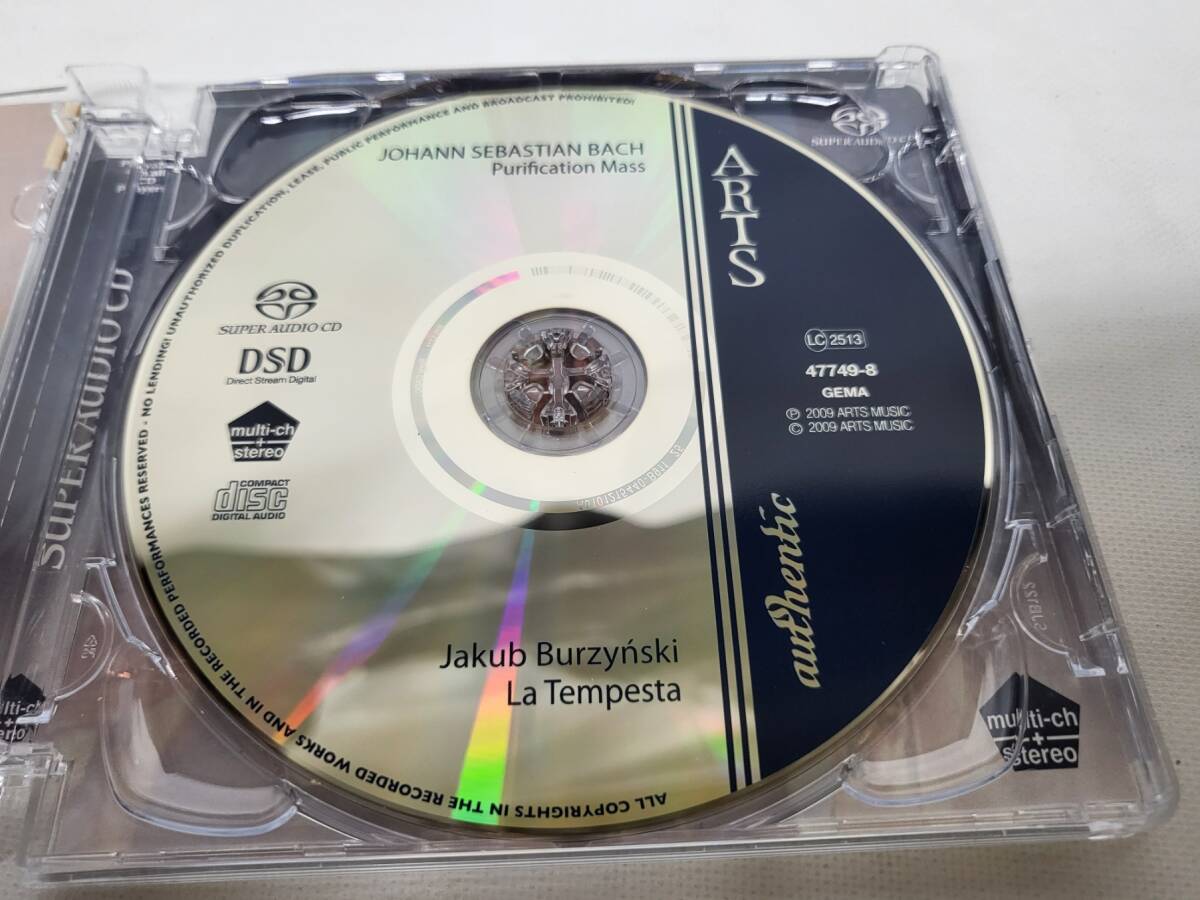 JOHANN SEBASTIAN BACH
Purification Mass
SUPER AUDIO CD
DSD
Direct Stream Digital
multi-ch
+
stereo
COMPACT
disc
DIGITAL AUDIO
Jakub Burzyński
La Tempesta
ARTS
LC 2513
47749-8
GEMA
℗ 2009 ARTS MUSIC
© 2009 ARTS MUSIC
authentic
ALL COPYRIGHTS IN THE RECORDED WORKS AND IN THE RECORDED PERFORMANCES RESERVED - NO LENDING! UNAUTHORIZED DUPLICATION, LEASE, PUBLIC PERFORMANCE AND BROADCAST PROHIBITED!
SUPER AUDIO CD
SUPER AUDIO CD
multi-ch
+
stereo